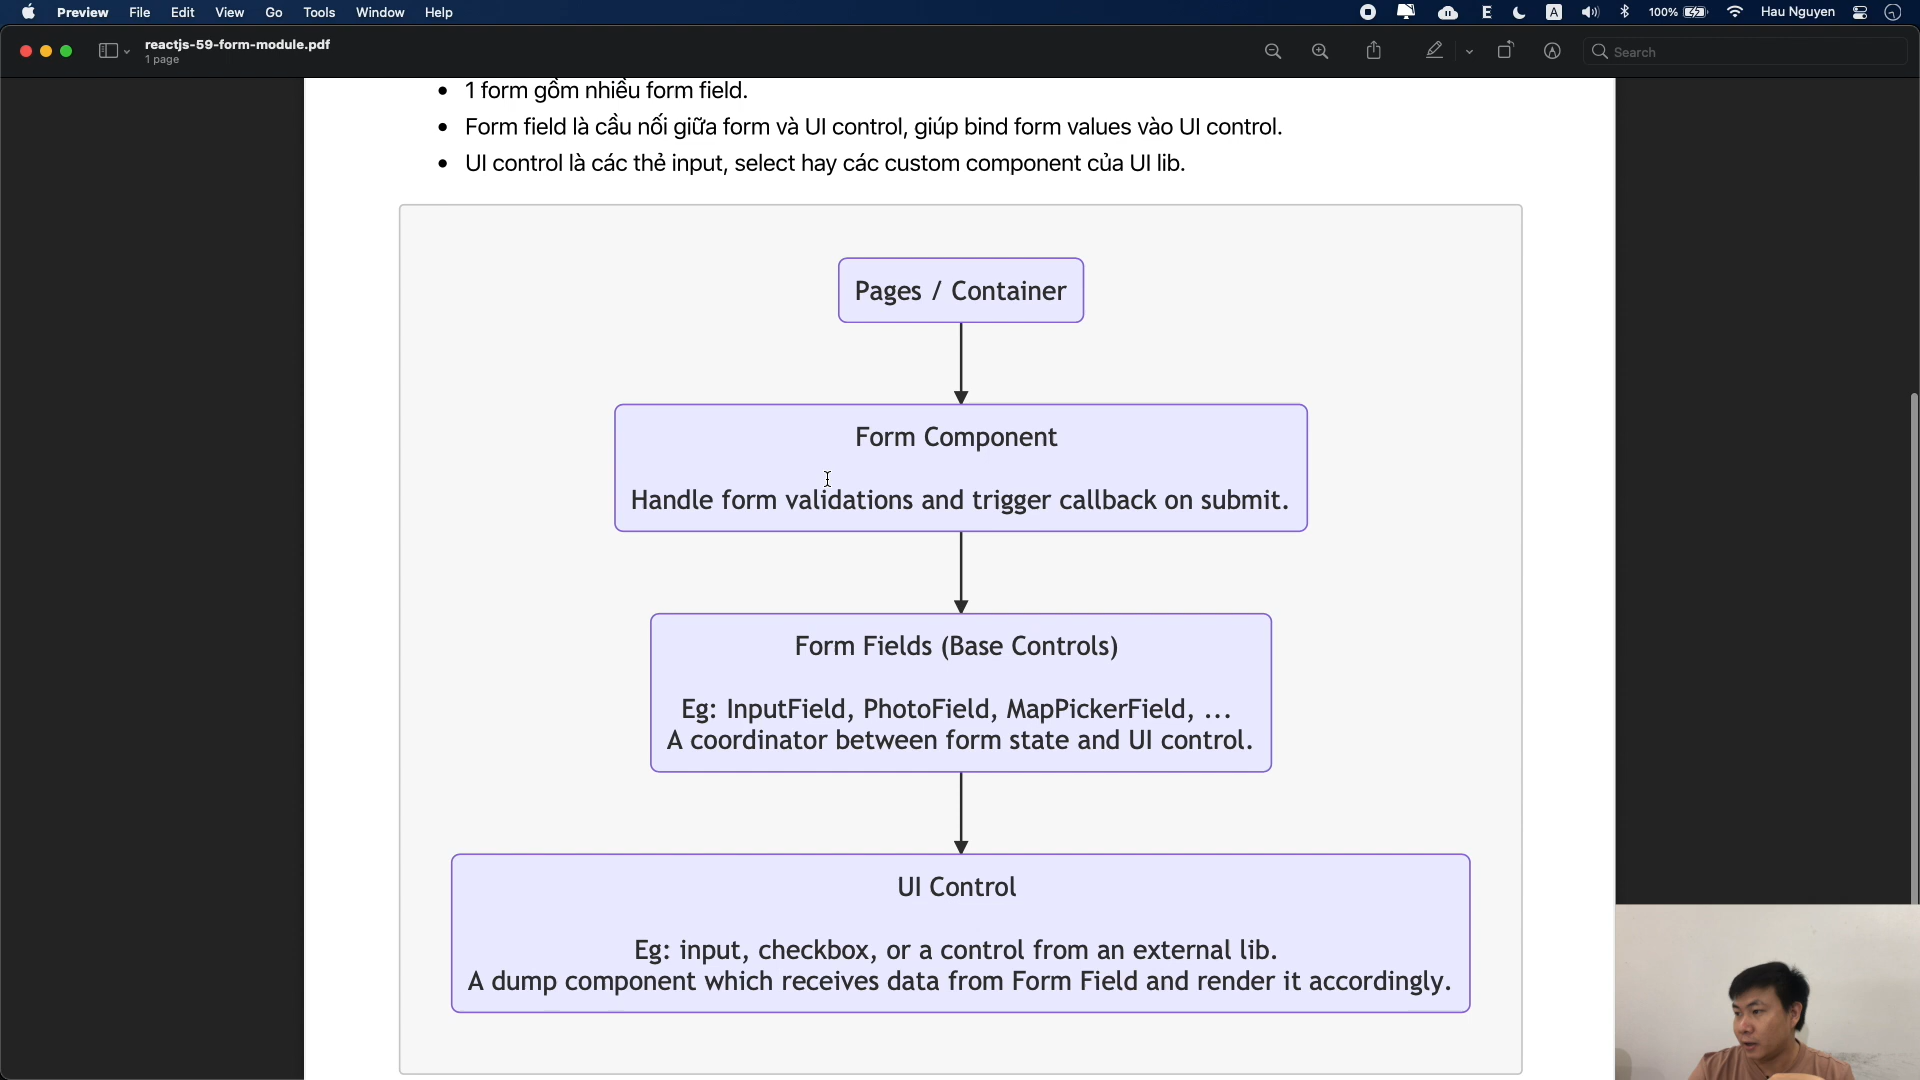 Preview File Edit View Go Tools Window Help
E A 100% Hau Nguyen
reactjs-59-form-module.pdf
1 page
Search
1 form gồm nhiều form field.
Form field là cầu nối giữa form và UI control, giúp bind form values vào UI control.
UI control là các thẻ input, select hay các custom component của UI lib.
Pages / Container
Form Component
Handle form validations and trigger callback on submit.
Form Fields (Base Controls)
Eg: InputField, PhotoField, MapPickerField, ...
A coordinator between form state and UI control.
UI Control
Eg: input, checkbox, or a control from an external lib.
A dump component which receives data from Form Field and render it accordingly.